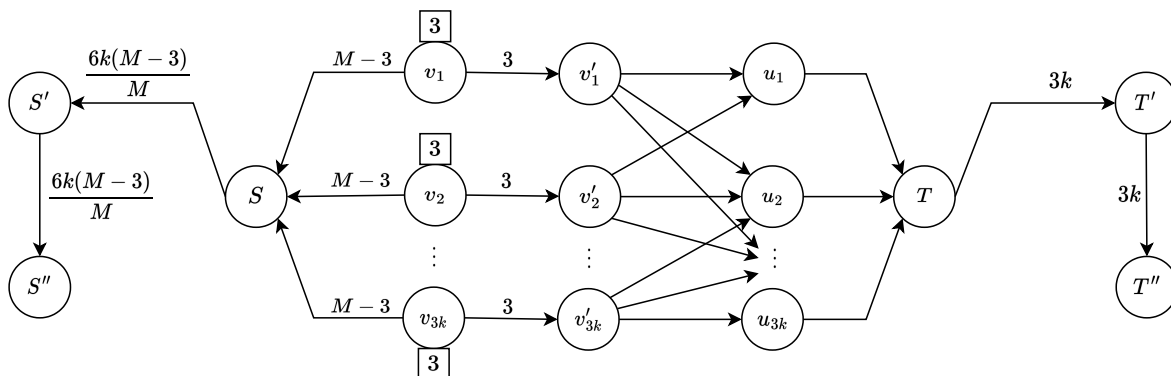 3
6k(M−3)/M
M − 3
v₁
3
v′₁
u₁
3k
S′
T′
3
6k(M−3)/M
S
M − 3
v₂
3
v′₂
u₂
T
3k
⋮ ⋮ ⋮
S″
M − 3
v₃ₖ
3
v′₃ₖ
u₃ₖ
T″
3